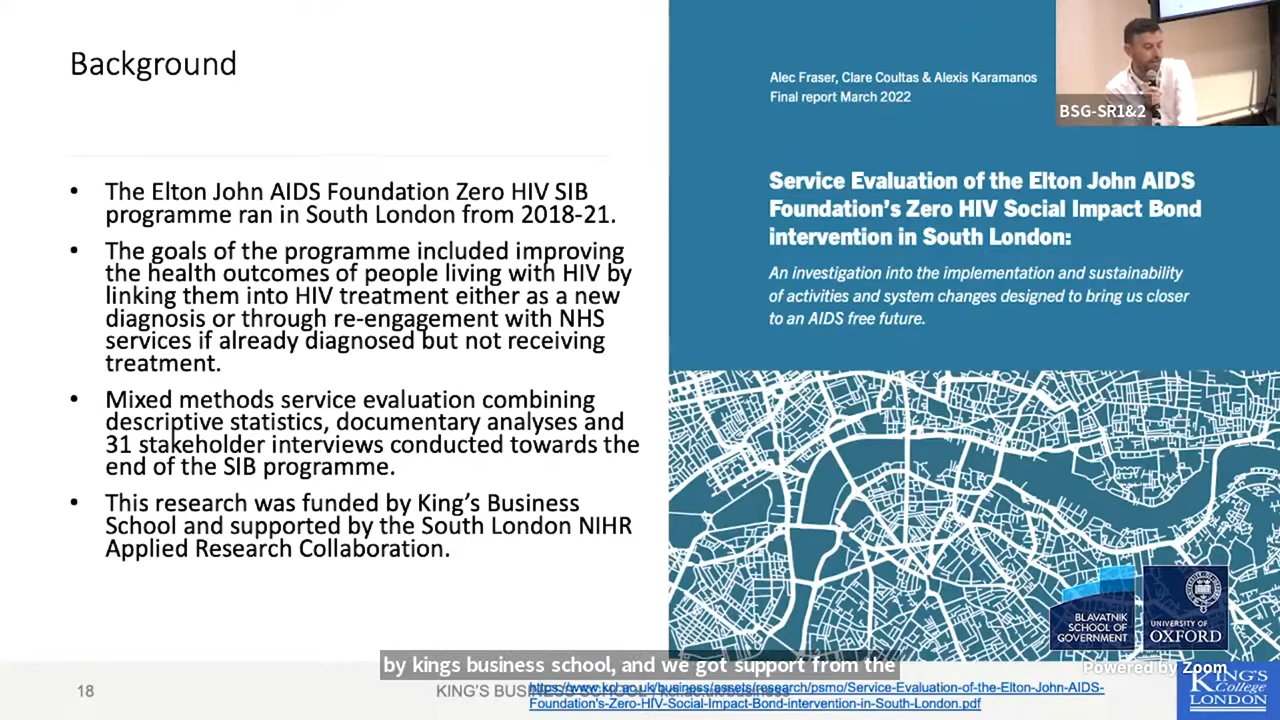 Background
• The Elton John AIDS Foundation Zero HIV SIB
programme ran in South London from 2018-21.
• The goals of the programme included improving
the health outcomes of people living with HIV by
linking them into HIV treatment either as a new
diagnosis or through re-engagement with NHS
services if already diagnosed but not receiving
treatment.
• Mixed methods service evaluation combining
descriptive statistics, documentary analyses and
31 stakeholder interviews conducted towards the
end of the SIB programme.
• This research was funded by King's Business
School and supported by the South London NIHR
Applied Research Collaboration.
Alec Fraser, Clare Coultas & Alexis Karamanos
Final report March 2022
BSG-SR1&2
Service Evaluation of the Elton John AIDS
Foundation's Zero HIV Social Impact Bond
intervention in South London:
An investigation into the implementation and sustainability
of activities and system changes designed to bring us closer
to an AIDS free future.
BLAVATNIK
SCHOOL OF
GOVERNMENT
UNIVERSITY OF
OXFORD
by kings business school, and we got support from the
Powered by Zoom
18
KING'S BUSINESS SCHOOL | kcl.ac.uk/business
https://www.kcl.ac.uk/business/assets/research/psmo/Service-Evaluation-of-the-Elton-John-AIDS-
Foundation's-Zero-HIV-Social-Impact-Bond-intervention-in-South-London.pdf
KING'S
College
LONDON